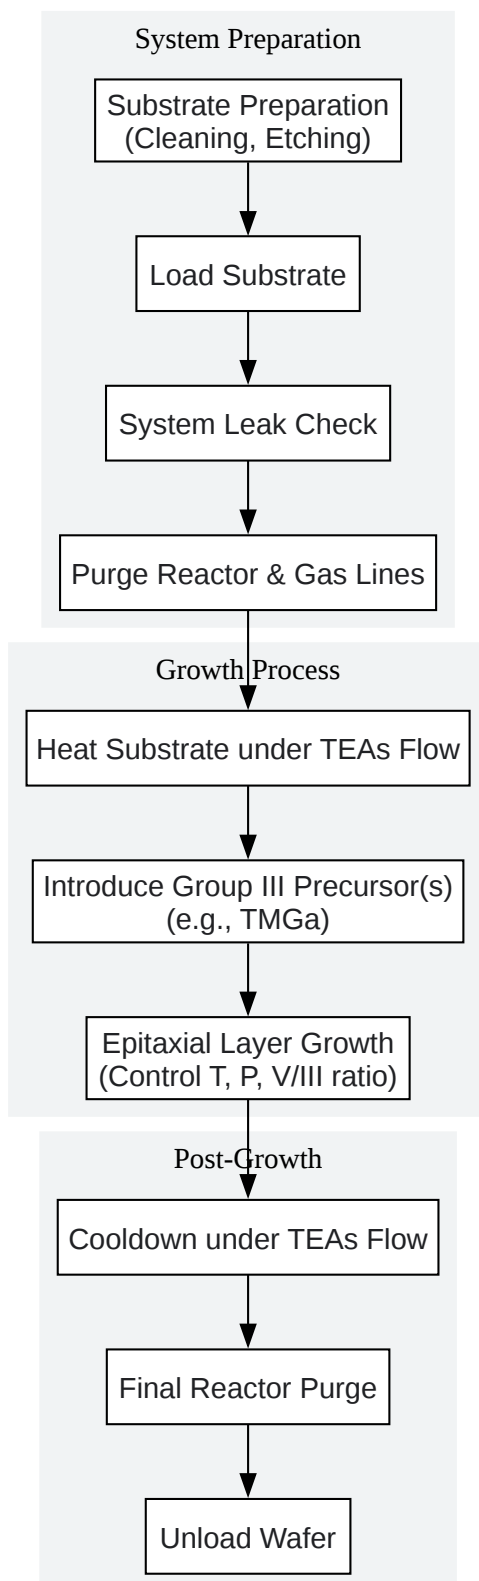 System Preparation
Substrate Preparation
(Cleaning, Etching)
Load Substrate
System Leak Check
Purge Reactor & Gas Lines
Growth Process
Heat Substrate under TEAs Flow
Introduce Group III Precursor(s)
(e.g., TMGa)
Epitaxial Layer Growth
(Control T, P, V/III ratio)
Post-Growth
Cooldown under TEAs Flow
Final Reactor Purge
Unload Wafer